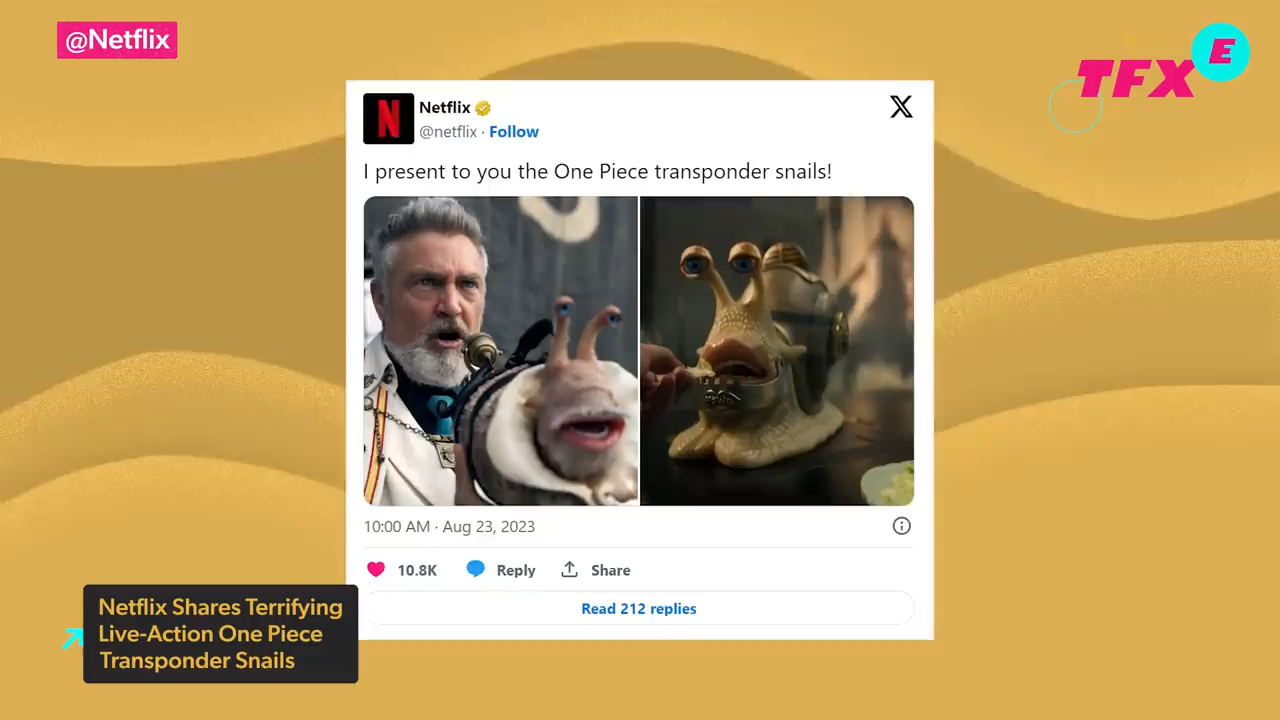 @Netflix
TFX E
N
Netflix
@netflix · Follow
X
I present to you the One Piece transponder snails!
10:00 AM · Aug 23, 2023
10.8K Reply Share
Read 212 replies
Netflix Shares Terrifying
Live-Action One Piece
Transponder Snails